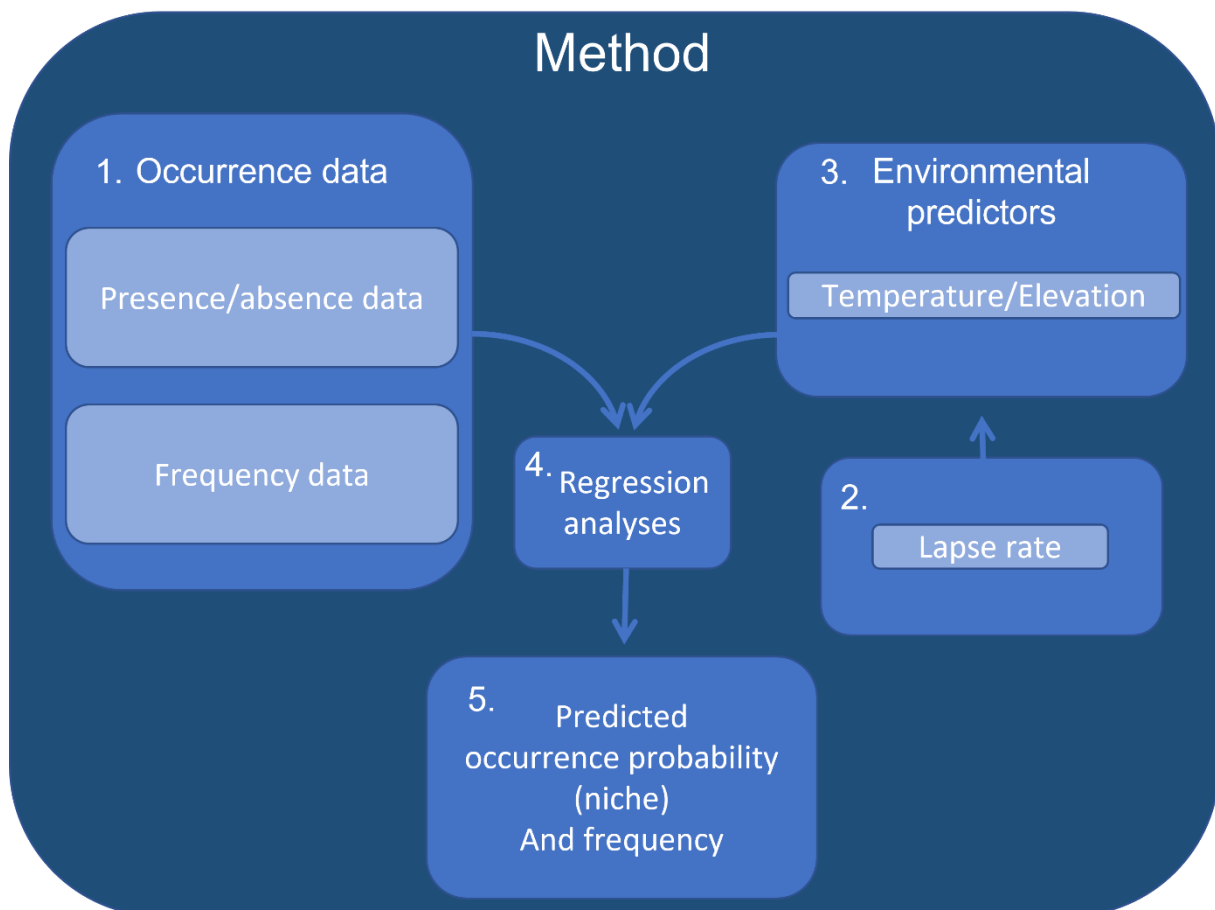 Method
1. Occurrence data
Presence/absence data
Frequency data
3. Environmental
predictors
Temperature/Elevation
2.
Lapse rate
4. Regression
analyses
5. Predicted
occurrence probability
(niche)
And frequency